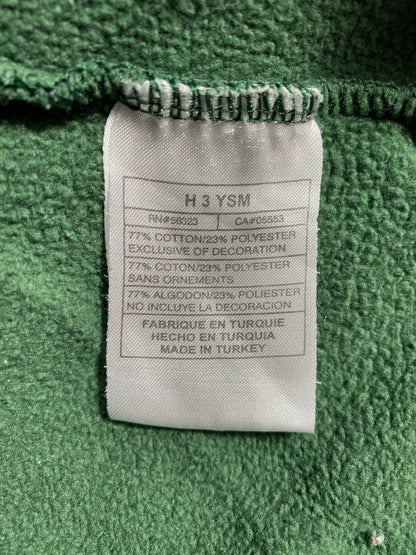 H 3 YSM
RN#56323 CA#05553
77% COTTON/23% POLYESTER
EXCLUSIVE OF DECORATION
77% COTON/23% POLYESTER
SANS ORNEMENTS
77% ALGODON/23% POLIESTER
NO INCLUYE LA DECORACION
FABRIQUE EN TURQUIE
HECHO EN TURQUIA
MADE IN TURKEY